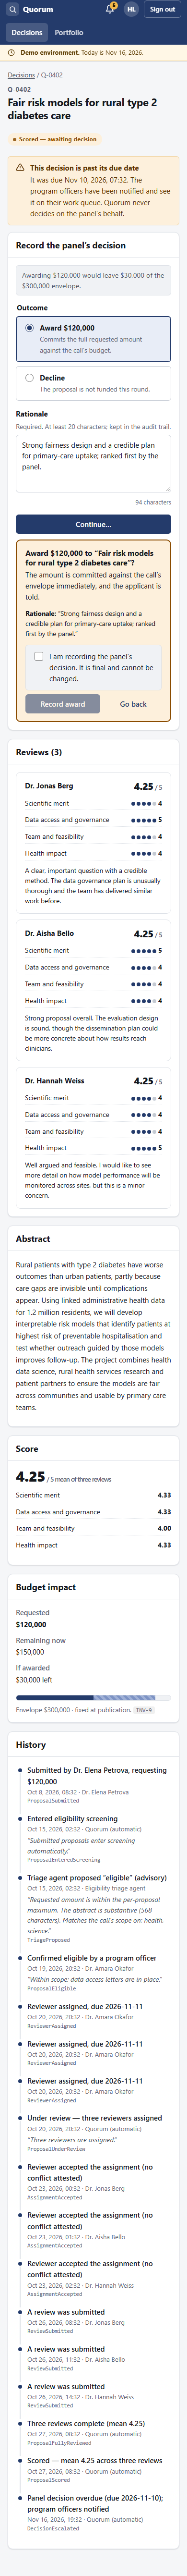 Quorum
8
HL
Sign out
Decisions
Portfolio
Demo environment. Today is Nov 16, 2026.
Decisions / Q-0402
Q-0402
Fair risk models for rural type 2
diabetes care
Scored — awaiting decision
This decision is past its due date
It was due Nov 10, 2026, 07:32. The
program officers have been notified and see
it on their work queue. Quorum never
decides on the panel's behalf.
Record the panel's decision
Awarding $120,000 would leave $30,000 of the
$300,000 envelope.
Outcome
Award $120,000
Commits the full requested amount
against the call's budget.
Decline
The proposal is not funded this round.
Rationale
Required. At least 20 characters; kept in the audit trail.
Strong fairness design and a credible plan
for primary-care uptake; ranked first by the
panel.
94 characters
Continue...
Award $120,000 to “Fair risk models
for rural type 2 diabetes care”?
The amount is committed against the call's
envelope immediately, and the applicant is
told.
Rationale: “Strong fairness design and a
credible plan for primary-care uptake; ranked
first by the panel.”
I am recording the panel's
decision. It is final and cannot be
changed.
Record award
Go back
Reviews (3)
Dr. Jonas Berg 4.25 / 5
Scientific merit 4
Data access and governance 5
Team and feasibility 4
Health impact 4
A clear, important question with a credible
method. The data governance plan is unusually
thorough and the team has delivered similar
work before.
Dr. Aisha Bello 4.25 / 5
Scientific merit 5
Data access and governance 4
Team and feasibility 4
Health impact 4
Strong proposal overall. The evaluation design
is sound, though the dissemination plan could
be more concrete about how results reach
clinicians.
Dr. Hannah Weiss 4.25 / 5
Scientific merit 4
Data access and governance 4
Team and feasibility 4
Health impact 5
Well argued and feasible. I would like to see
more detail on how model performance will be
monitored across sites, but this is a minor
concern.
Abstract
Rural patients with type 2 diabetes have worse
outcomes than urban patients, partly because
care gaps are invisible until complications
appear. Using linked administrative health data
for 1.2 million residents, we will develop
interpretable risk models that identify patients at
highest risk of preventable hospitalisation and
test whether outreach guided by those models
improves follow-up. The project combines health
data science, rural health services research and
patient partners to ensure the models are fair
across communities and usable by primary care
teams.
Score
4.25 / 5 mean of three reviews
Scientific merit 4.33
Data access and governance 4.33
Team and feasibility 4.00
Health impact 4.33
Budget impact
Requested
$120,000
Remaining now
$150,000
If awarded
$30,000 left
Envelope $300,000 · fixed at publication. INV-9
History
Submitted by Dr. Elena Petrova, requesting
$120,000
Oct 8, 2026, 08:32 · Dr. Elena Petrova
ProposalSubmitted
Entered eligibility screening
Oct 15, 2026, 02:32 · Quorum (automatic)
“Submitted proposals enter screening
automatically.”
ProposalEnteredScreening
Triage agent proposed “eligible” (advisory)
Oct 15, 2026, 02:32 · Eligibility triage agent
“Requested amount is within the per-proposal
maximum. The abstract is substantive (568
characters). Matches the call's scope on: health,
science.”
TriageProposed
Confirmed eligible by a program officer
Oct 19, 2026, 20:32 · Dr. Amara Okafor
“Within scope; data access letters are in place.”
ProposalEligible
Reviewer assigned, due 2026-11-11
Oct 20, 2026, 20:32 · Dr. Amara Okafor
ReviewerAssigned
Reviewer assigned, due 2026-11-11
Oct 20, 2026, 20:32 · Dr. Amara Okafor
ReviewerAssigned
Reviewer assigned, due 2026-11-11
Oct 20, 2026, 20:32 · Dr. Amara Okafor
ReviewerAssigned
Under review — three reviewers assigned
Oct 20, 2026, 20:32 · Quorum (automatic)
“Three reviewers are assigned.”
ProposalUnderReview
Reviewer accepted the assignment (no
conflict attested)
Oct 23, 2026, 00:32 · Dr. Jonas Berg
AssignmentAccepted
Reviewer accepted the assignment (no
conflict attested)
Oct 23, 2026, 01:32 · Dr. Aisha Bello
AssignmentAccepted
Reviewer accepted the assignment (no
conflict attested)
Oct 23, 2026, 02:32 · Dr. Hannah Weiss
AssignmentAccepted
A review was submitted
Oct 26, 2026, 08:32 · Dr. Jonas Berg
ReviewSubmitted
A review was submitted
Oct 26, 2026, 11:32 · Dr. Aisha Bello
ReviewSubmitted
A review was submitted
Oct 26, 2026, 14:32 · Dr. Hannah Weiss
ReviewSubmitted
Three reviews complete (mean 4.25)
Oct 27, 2026, 08:32 · Quorum (automatic)
ProposalFullyReviewed
Scored — mean 4.25 across three reviews
Oct 27, 2026, 08:32 · Quorum (automatic)
ProposalScored
Panel decision overdue (due 2026-11-10);
program officers notified
Nov 16, 2026, 19:32 · Quorum (automatic)
DecisionEscalated